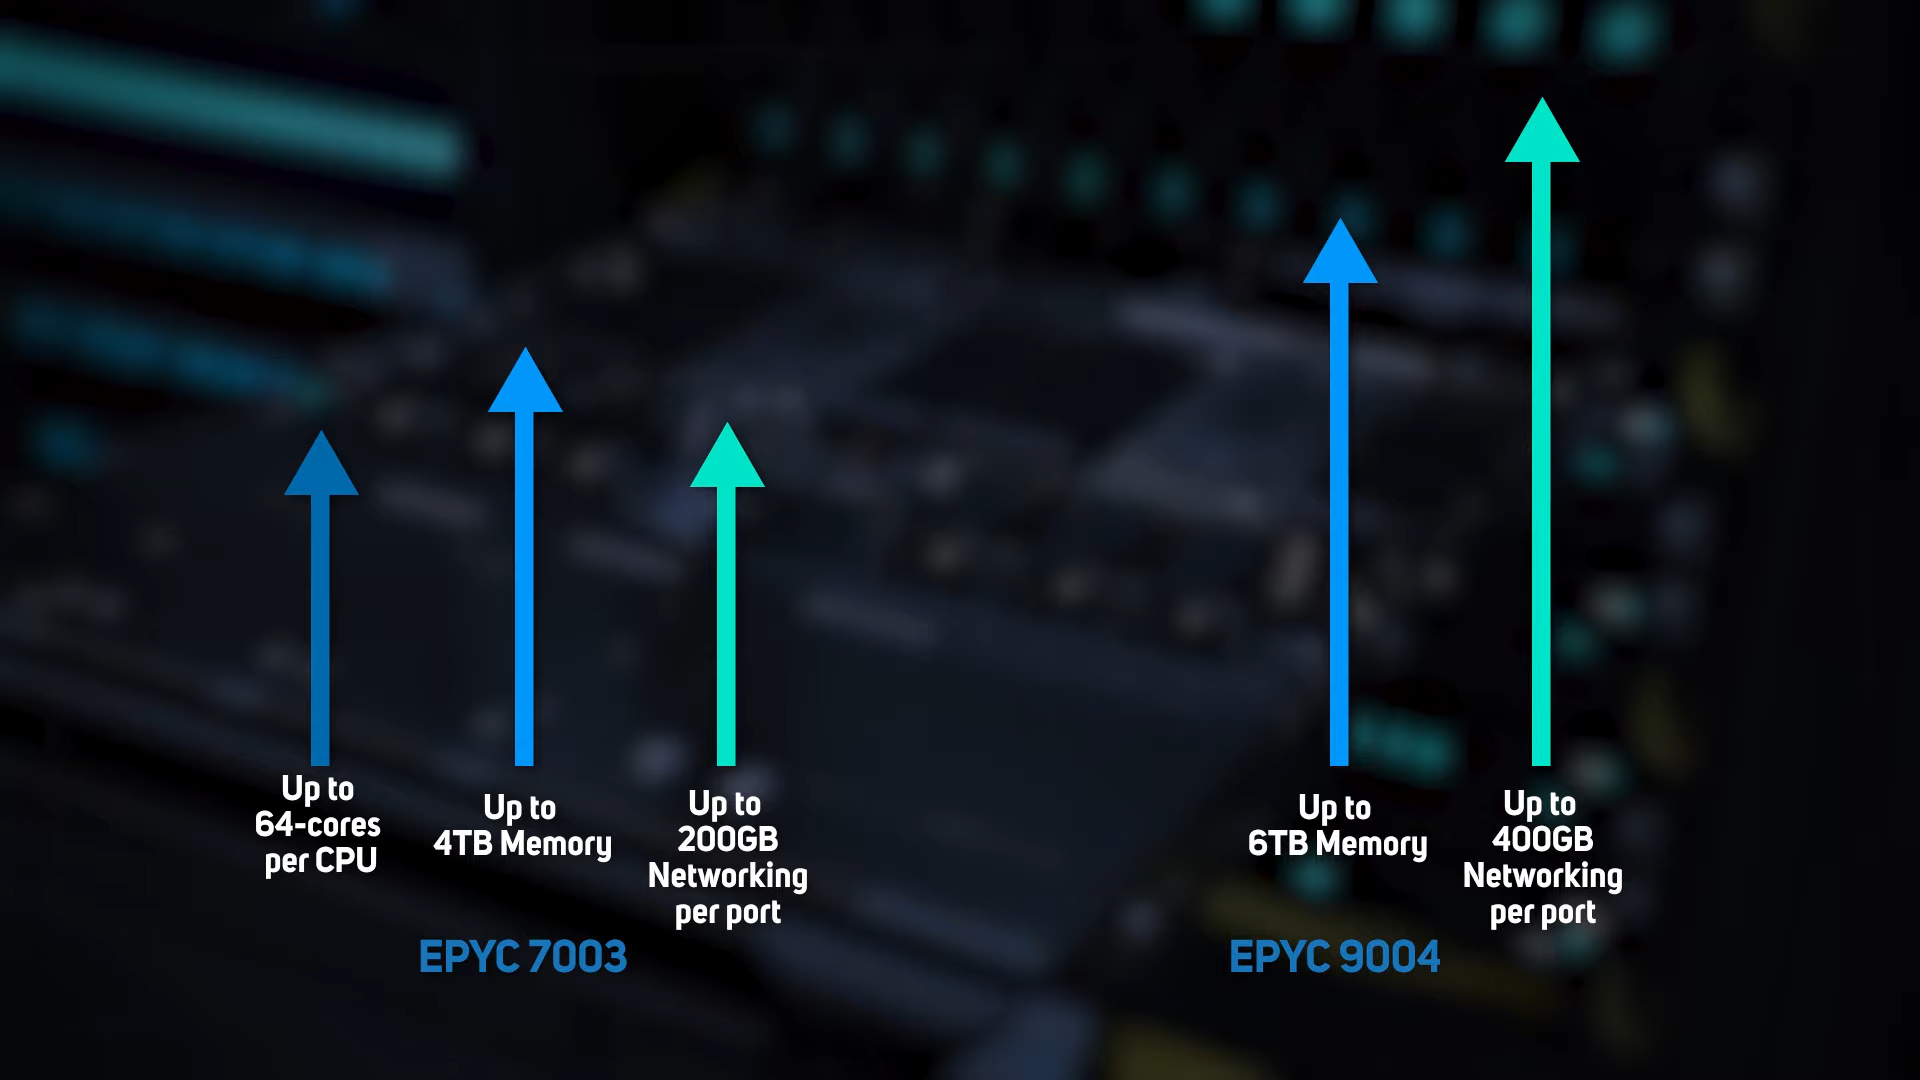 Up to
64-cores
per CPU
Up to
4TB Memory
Up to
200GB
Networking
per port
EPYC 7003
Up to
6TB Memory
Up to
400GB
Networking
per port
EPYC 9004